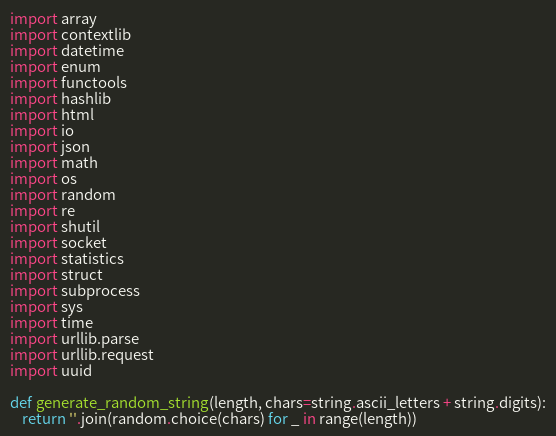 import array
import contextlib
import datetime
import enum
import functools
import hashlib
import html
import io
import json
import math
import os
import random
import re
import shutil
import socket
import statistics
import struct
import subprocess
import sys
import time
import urllib.parse
import urllib.request
import uuid

def generate_random_string(length, chars=string.ascii_letters + string.digits):
   return ''.join(random.choice(chars) for _ in range(length))